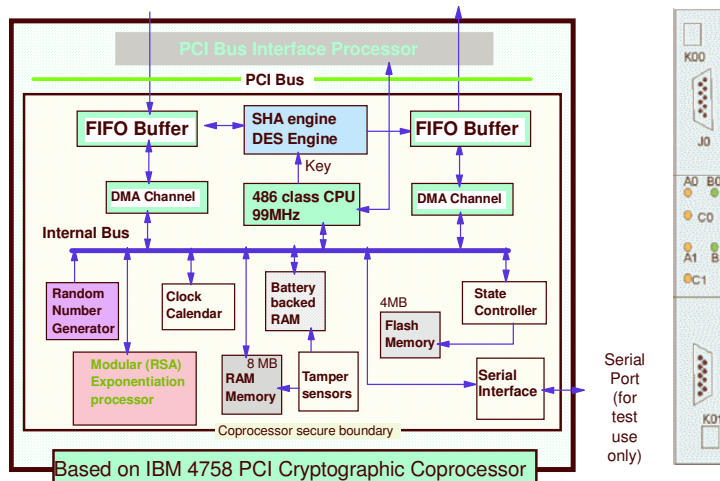 PCI Bus Interface Processor
PCI Bus
FIFO Buffer
SHA engine
DES Engine
FIFO Buffer
Key
DMA Channel
486 class CPU
99MHz
DMA Channel
Internal Bus
Random
Number
Generator
Clock
Calendar
Battery
backed
RAM
4MB
Flash
Memory
State
Controller
Modular (RSA)
Exponentiation
processor
8 MB
RAM
Memory
Tamper
sensors
Serial
Interface
Serial
Port
(for
test
use
only)
Coprocessor secure boundary
Based on IBM 4758 PCI Cryptographic Coprocessor
K00
J0
A0 B0
C0
A1 B
C1
K01